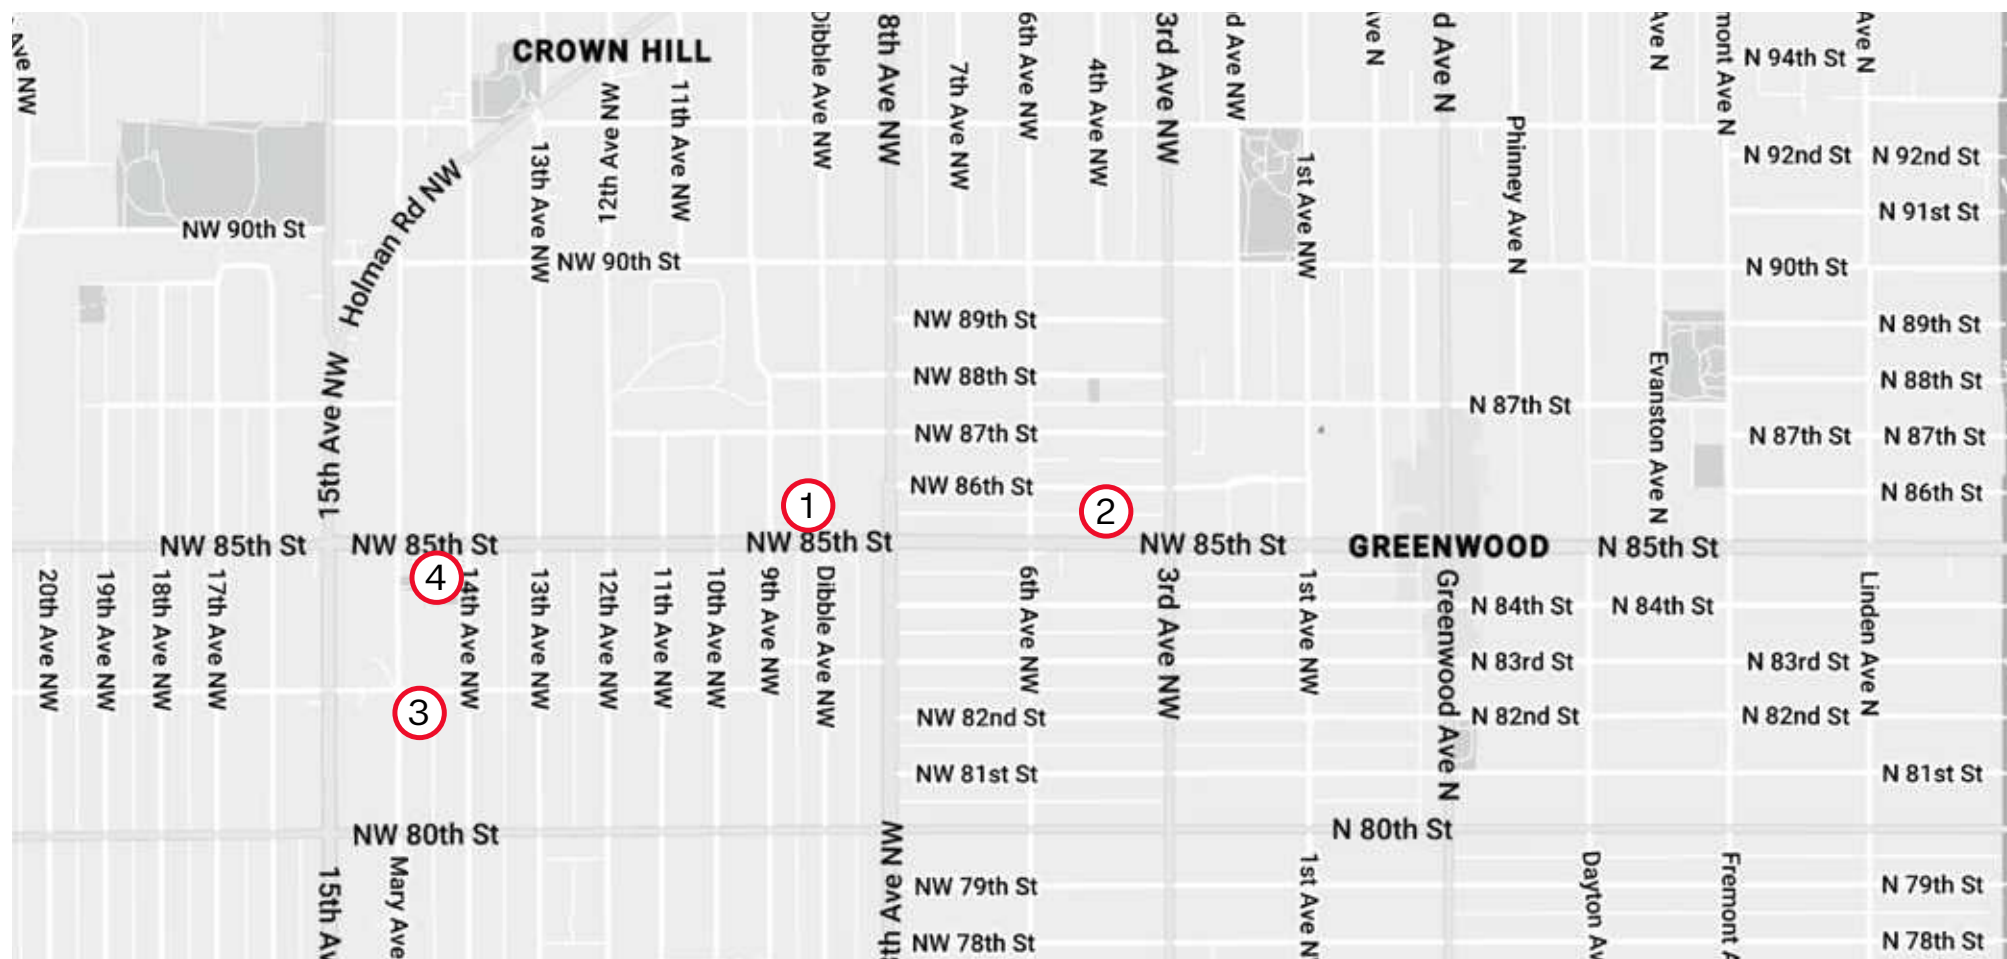 Ave NW
CROWN HILL
Dibble Ave NW
8th Ave NW
7th Ave NW
6th Ave NW
4th Ave NW
3rd Ave NW
d Ave NW
Ave N
d Ave N
Ave N
mont Ave N
N 94th St
Ave N
11th Ave NW
12th Ave NW
13th Ave NW
Holman Rd NW
1st Ave NW
Phinney Ave N
N 92nd St
N 92nd St
N 91st St
NW 90th St
NW 90th St
N 90th St
NW 89th St
N 89th St
NW 88th St
N 88th St
15th Ave NW
Evanston Ave N
N 87th St
NW 87th St
N 87th St
N 87th St
NW 86th St
N 86th St
1
2
NW 85th St
NW 85th St
NW 85th St
NW 85th St
GREENWOOD
N 85th St
4
20th Ave NW
19th Ave NW
18th Ave NW
17th Ave NW
14th Ave NW
13th Ave NW
12th Ave NW
11th Ave NW
10th Ave NW
9th Ave NW
Dibble Ave NW
6th Ave NW
3rd Ave NW
1st Ave NW
Greenwood Ave N
Linden Ave N
N 84th St
N 84th St
N 83rd St
N 83rd St
3
NW 82nd St
N 82nd St
N 82nd St
NW 81st St
N 81st St
NW 80th St
N 80th St
15th Av
Mary Ave
th Ave NW
1st Ave N
Dayton Av
Fremont A
NW 79th St
N 79th St
NW 78th St
N 78th St